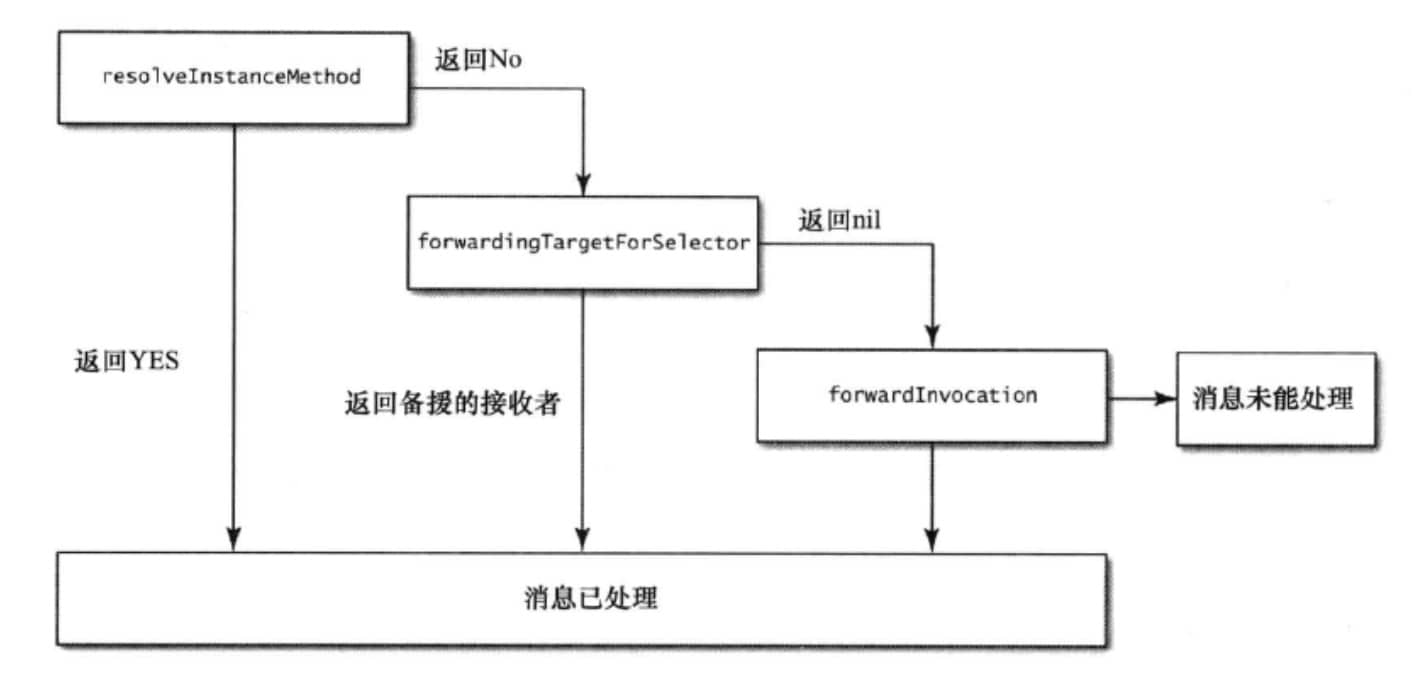 resolveInstanceMethod
返回No
forwardingTargetForSelector
返回nil
返回YES
返回备援的接收者
forwardInvocation
消息未能处理
消息已处理